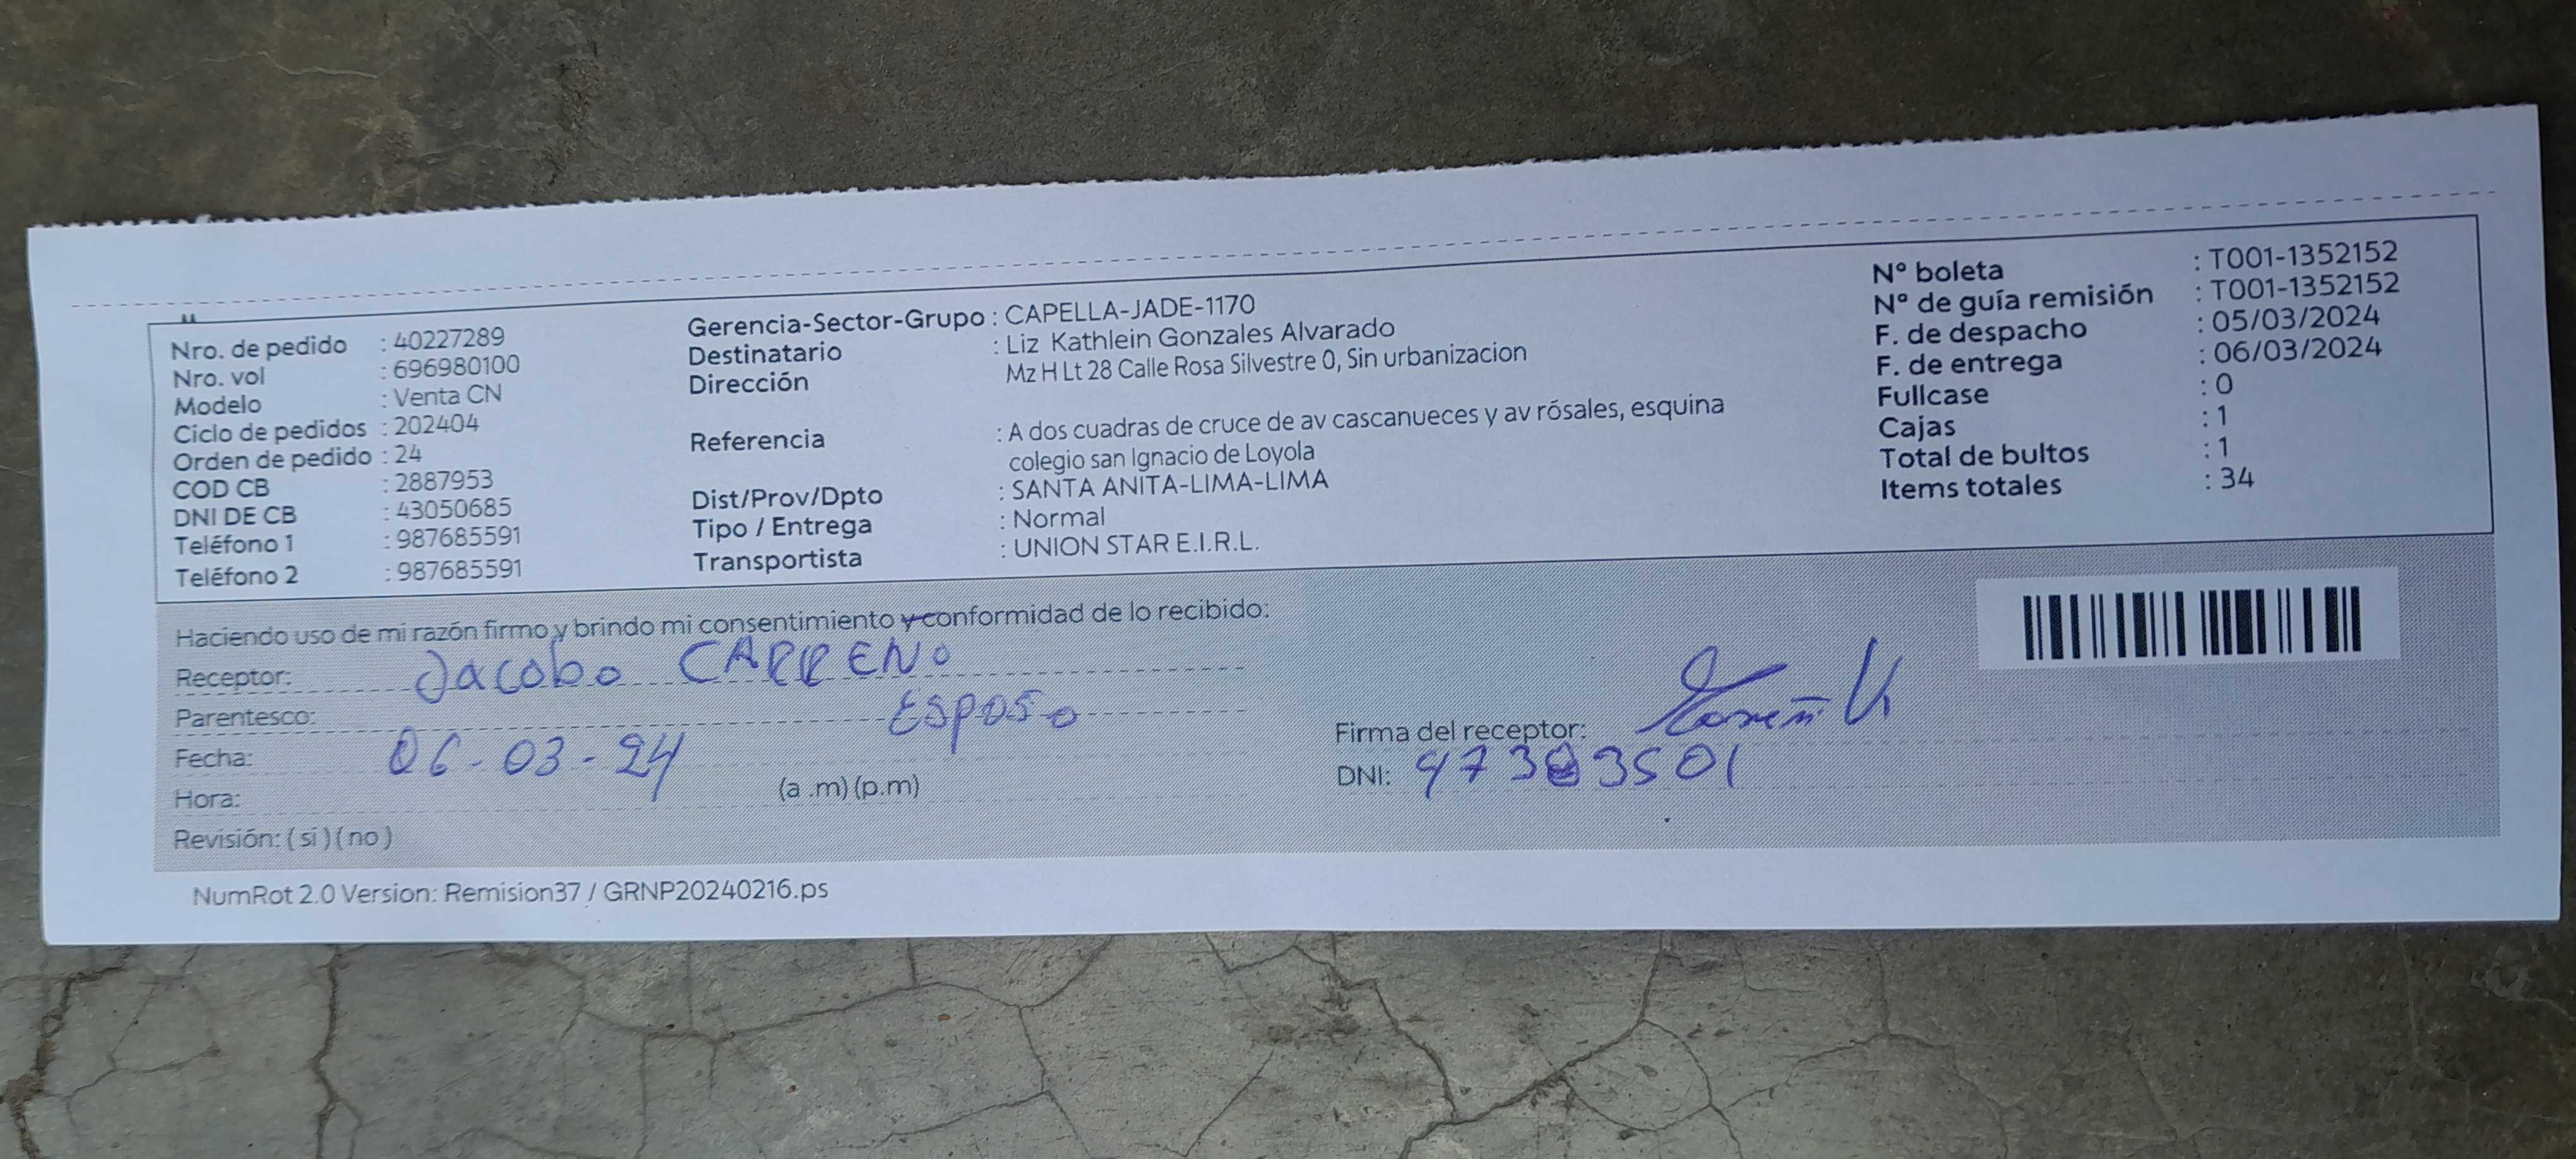 Nro. de pedido : 40227289
Nro. vol : 696980100
Modelo : Venta CN
Ciclo de pedidos : 202404
Orden de pedido : 24
COD CB : 2887953
DNI DE CB : 43050685
Teléfono 1 : 987685591
Teléfono 2 : 987685591
Gerencia-Sector-Grupo : CAPELLA-JADE-1170
Destinatario : Liz Kathlein Gonzales Alvarado
Dirección Mz H Lt 28 Calle Rosa Silvestre 0, Sin urbanizacion
Referencia : A dos cuadras de cruce de av cascanueces y av rósales, esquina
colegio san Ignacio de Loyola
Dist/Prov/Dpto : SANTA ANITA-LIMA-LIMA
Tipo / Entrega : Normal
Transportista : UNION STAR E.I.R.L.
N° boleta : T001-1352152
N° de guía remisión : T001-1352152
F. de despacho : 05/03/2024
F. de entrega : 06/03/2024
Fullcase : 0
Cajas : 1
Total de bultos : 1
Items totales : 34
Haciendo uso de mi razón firmo y brindo mi consentimiento y conformidad de lo recibido:
Receptor: Jacobo CARRENO
Parentesco: Esposo
Fecha: 06-03-24
Hora: (a .m) (p.m)
Revisión: ( si ) ( no )
Firma del receptor:
DNI:
NumRot 2.0 Version: Remision37 / GRNP20240216.ps